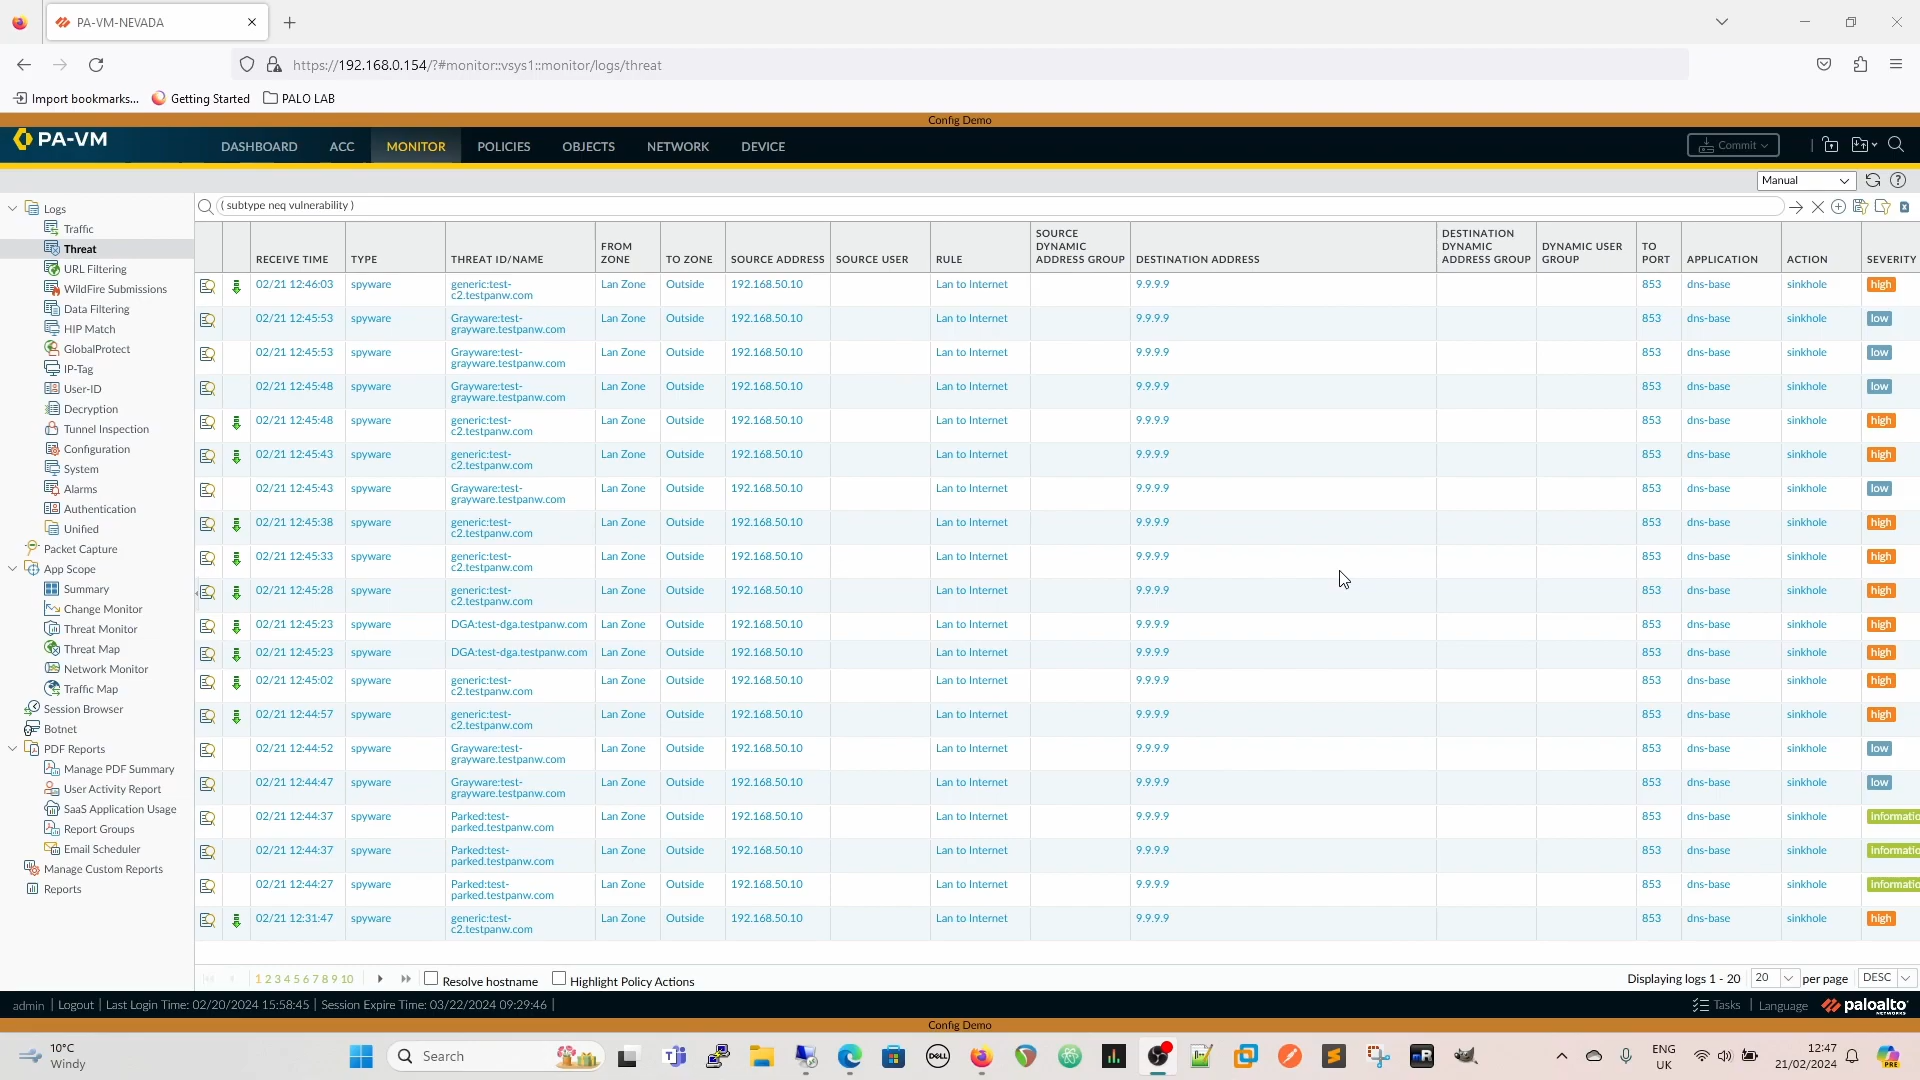 PA-VM-NEVADA
https://192.168.0.154/?#monitor::vsys1::monitor/logs/threat
Import bookmarks... Getting Started PALO LAB
Config Demo
PA-VM DASHBOARD ACC MONITOR POLICIES OBJECTS NETWORK DEVICE Commit
Manual
( subtype neq vulnerability )
Logs
Traffic
Threat
URL Filtering
WildFire Submissions
Data Filtering
HIP Match
GlobalProtect
IP-Tag
User-ID
Decryption
Tunnel Inspection
Configuration
System
Alarms
Authentication
Unified
Packet Capture
App Scope
Summary
Change Monitor
Threat Monitor
Threat Map
Network Monitor
Traffic Map
Session Browser
Botnet
PDF Reports
Manage PDF Summary
User Activity Report
SaaS Application Usage
Report Groups
Email Scheduler
Manage Custom Reports
Reports
RECEIVE TIME TYPE THREAT ID/NAME FROM ZONE TO ZONE SOURCE ADDRESS SOURCE USER RULE SOURCE DYNAMIC ADDRESS GROUP DESTINATION ADDRESS DESTINATION DYNAMIC ADDRESS GROUP DYNAMIC USER GROUP TO PORT APPLICATION ACTION SEVERITY
02/21 12:46:03 spyware generic:test-c2.testpanw.com Lan Zone Outside 192.168.50.10 Lan to Internet 9.9.9.9 853 dns-base sinkhole high
02/21 12:45:53 spyware Grayware:test-grayware.testpanw.com Lan Zone Outside 192.168.50.10 Lan to Internet 9.9.9.9 853 dns-base sinkhole low
02/21 12:45:53 spyware Grayware:test-grayware.testpanw.com Lan Zone Outside 192.168.50.10 Lan to Internet 9.9.9.9 853 dns-base sinkhole low
02/21 12:45:48 spyware Grayware:test-grayware.testpanw.com Lan Zone Outside 192.168.50.10 Lan to Internet 9.9.9.9 853 dns-base sinkhole low
02/21 12:45:48 spyware generic:test-c2.testpanw.com Lan Zone Outside 192.168.50.10 Lan to Internet 9.9.9.9 853 dns-base sinkhole high
02/21 12:45:43 spyware generic:test-c2.testpanw.com Lan Zone Outside 192.168.50.10 Lan to Internet 9.9.9.9 853 dns-base sinkhole high
02/21 12:45:43 spyware Grayware:test-grayware.testpanw.com Lan Zone Outside 192.168.50.10 Lan to Internet 9.9.9.9 853 dns-base sinkhole low
02/21 12:45:38 spyware generic:test-c2.testpanw.com Lan Zone Outside 192.168.50.10 Lan to Internet 9.9.9.9 853 dns-base sinkhole high
02/21 12:45:33 spyware generic:test-c2.testpanw.com Lan Zone Outside 192.168.50.10 Lan to Internet 9.9.9.9 853 dns-base sinkhole high
02/21 12:45:28 spyware generic:test-c2.testpanw.com Lan Zone Outside 192.168.50.10 Lan to Internet 9.9.9.9 853 dns-base sinkhole high
02/21 12:45:23 spyware DGA:test-dga.testpanw.com Lan Zone Outside 192.168.50.10 Lan to Internet 9.9.9.9 853 dns-base sinkhole high
02/21 12:45:23 spyware DGA:test-dga.testpanw.com Lan Zone Outside 192.168.50.10 Lan to Internet 9.9.9.9 853 dns-base sinkhole high
02/21 12:45:02 spyware generic:test-c2.testpanw.com Lan Zone Outside 192.168.50.10 Lan to Internet 9.9.9.9 853 dns-base sinkhole high
02/21 12:44:57 spyware generic:test-c2.testpanw.com Lan Zone Outside 192.168.50.10 Lan to Internet 9.9.9.9 853 dns-base sinkhole high
02/21 12:44:52 spyware Grayware:test-grayware.testpanw.com Lan Zone Outside 192.168.50.10 Lan to Internet 9.9.9.9 853 dns-base sinkhole low
02/21 12:44:47 spyware Grayware:test-grayware.testpanw.com Lan Zone Outside 192.168.50.10 Lan to Internet 9.9.9.9 853 dns-base sinkhole low
02/21 12:44:37 spyware Parked:test-parked.testpanw.com Lan Zone Outside 192.168.50.10 Lan to Internet 9.9.9.9 853 dns-base sinkhole informatio
02/21 12:44:37 spyware Parked:test-parked.testpanw.com Lan Zone Outside 192.168.50.10 Lan to Internet 9.9.9.9 853 dns-base sinkhole informatio
02/21 12:44:27 spyware Parked:test-parked.testpanw.com Lan Zone Outside 192.168.50.10 Lan to Internet 9.9.9.9 853 dns-base sinkhole informatio
02/21 12:31:47 spyware generic:test-c2.testpanw.com Lan Zone Outside 192.168.50.10 Lan to Internet 9.9.9.9 853 dns-base sinkhole high
1 2 3 4 5 6 7 8 9 10 Resolve hostname Highlight Policy Actions Displaying logs 1 - 20 20 per page DESC
admin | Logout | Last Login Time: 02/20/2024 15:58:45 | Session Expire Time: 03/22/2024 09:29:46 | Tasks | Language paloalto NETWORKS
Config Demo
10°C
Windy
Search
DELL
ENG
UK
12:47
21/02/2024
PRE